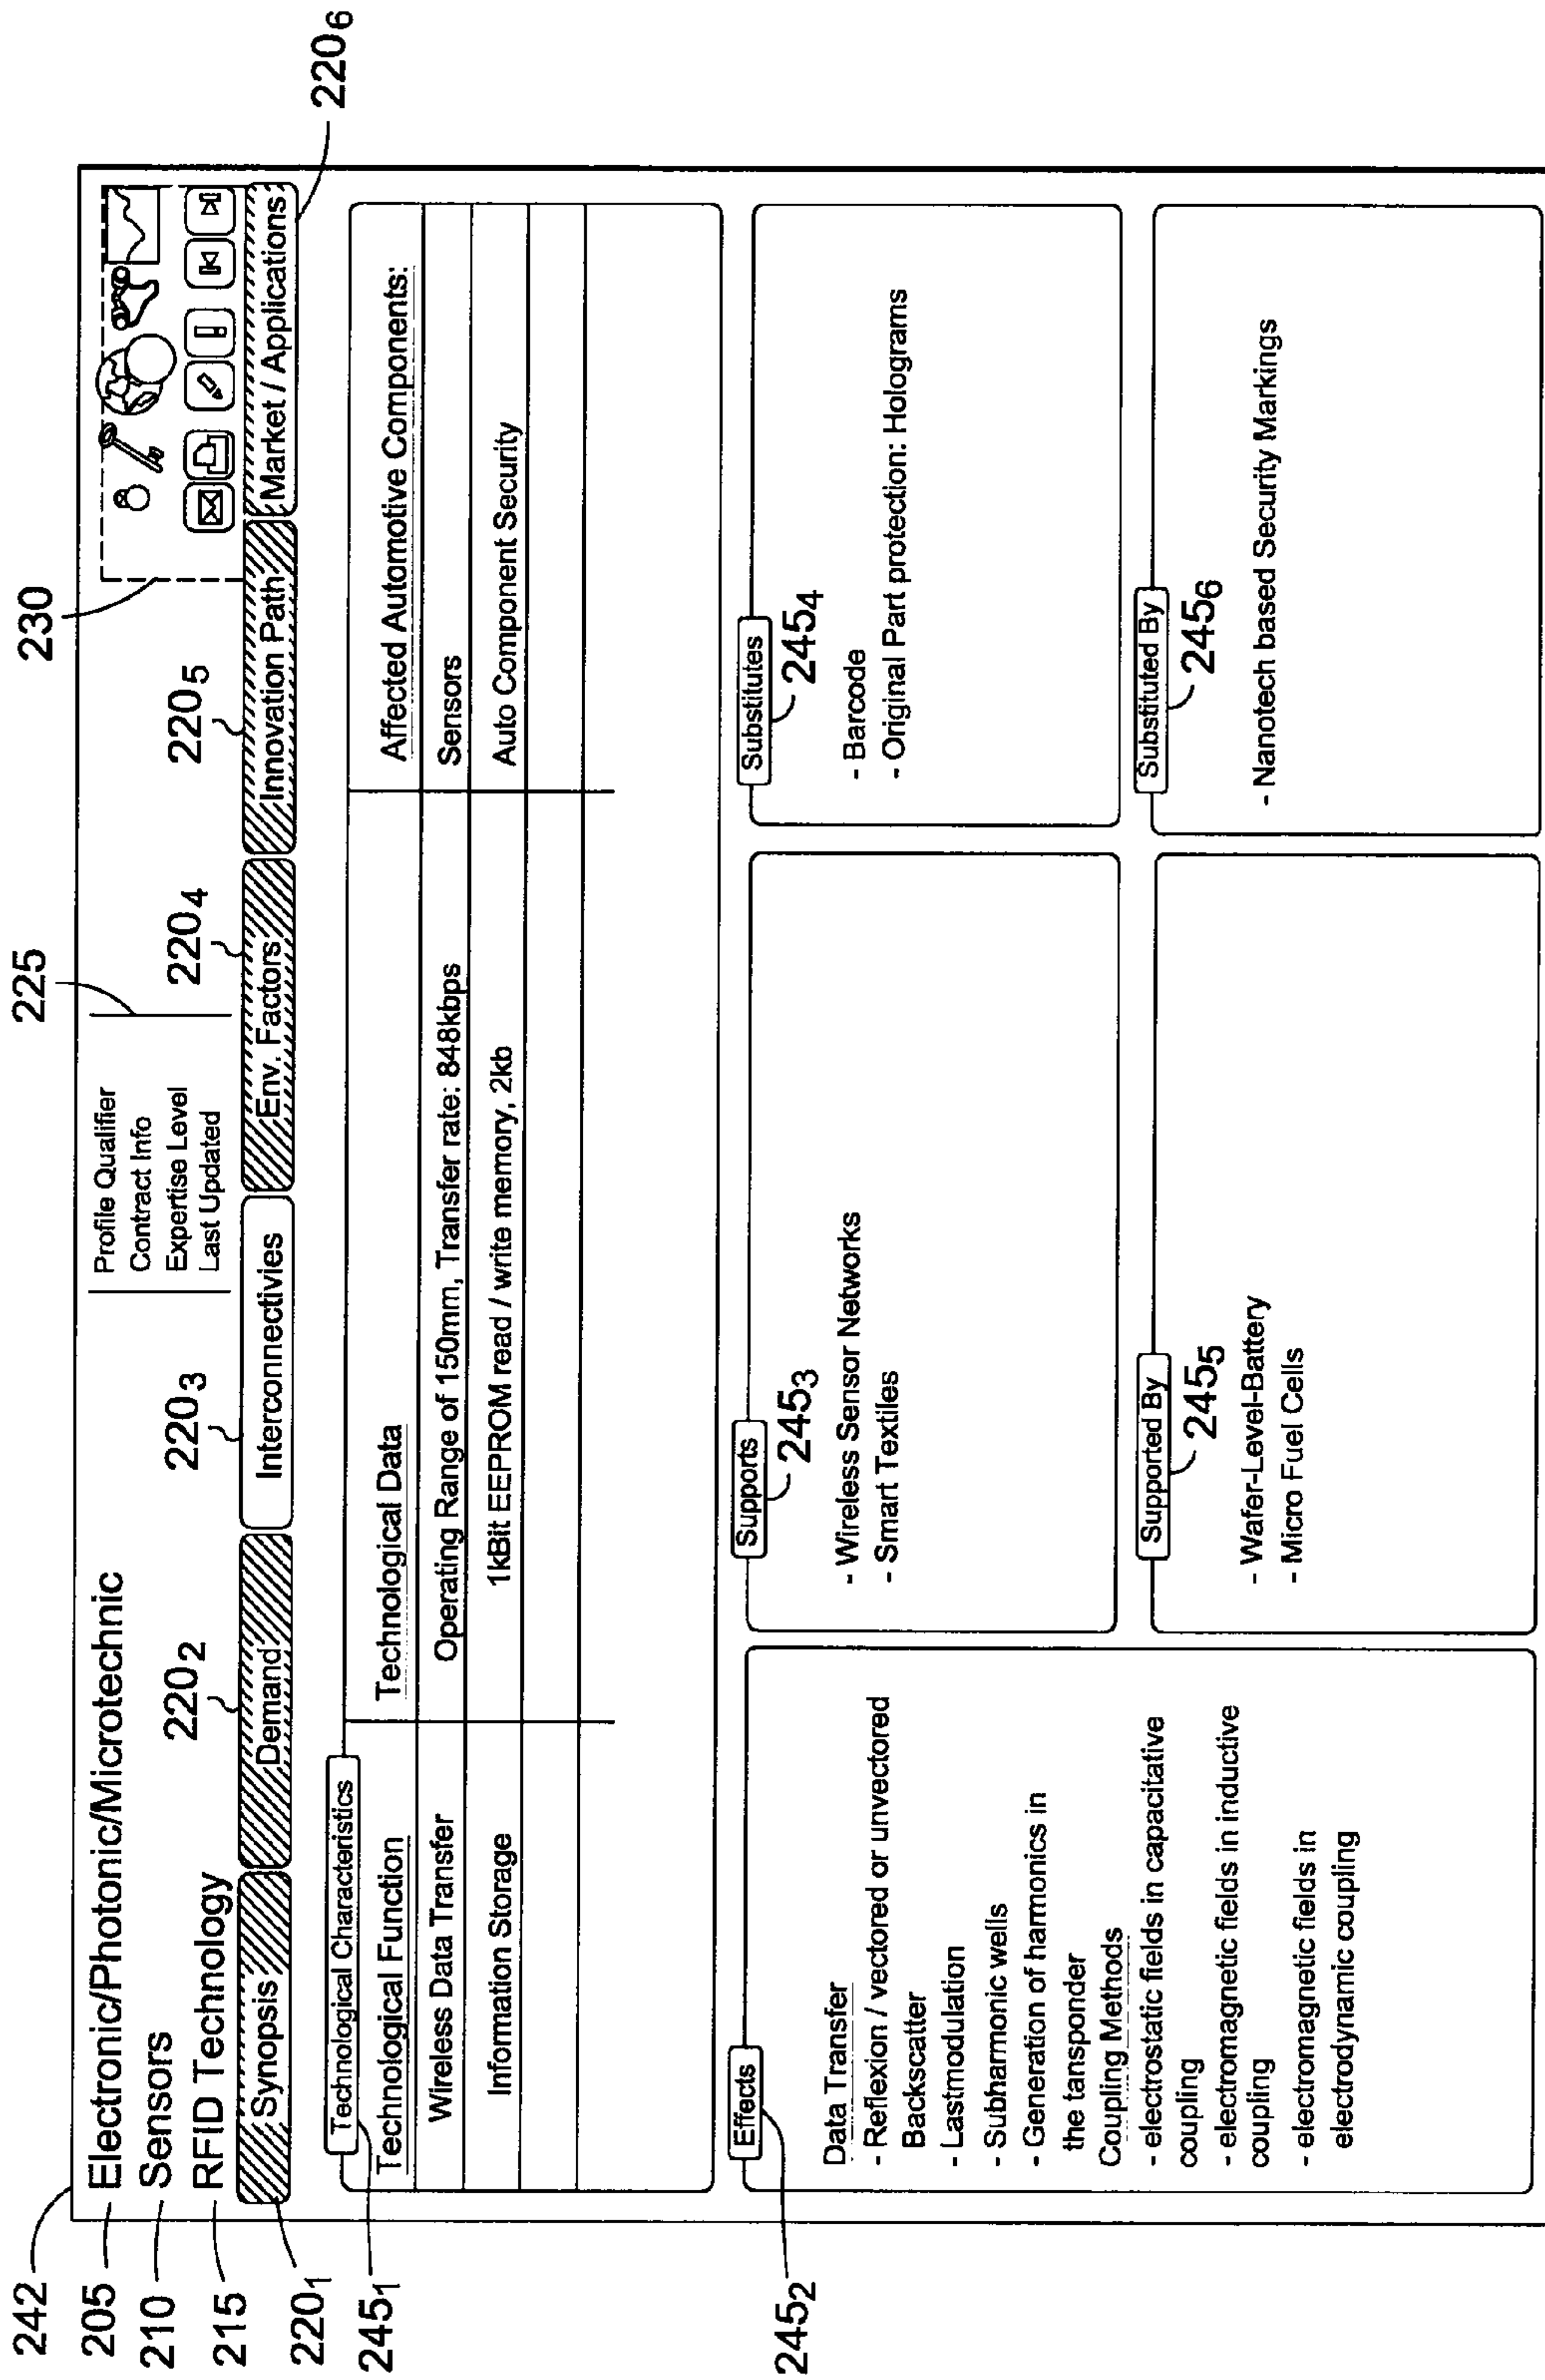 242
205
Electronic/Photonic/Microtechnic
210
Sensors
215
RFID Technology
225
Profile Qualifier
Contract Info
Expertise Level
Last Updated
230
220₁
220₂
220₃
220₄
220₅
220₆
Synopsis
Demand
Interconnectivies
Env. Factors
Innovation Path
Market / Applications
245₁
Technological Characteristics
Technological Function
Technological Data
Affected Automotive Components:
Wireless Data Transfer
Operating Range of 150mm, Transfer rate: 848kbps
Sensors
Information Storage
1kBit EEPROM read / write memory, 2kb
Auto Component Security
245₂
Effects
Data Transfer
- Reflexion / vectored or unvectored
Backscatter
- Lastmodulation
- Subharmonic wells
- Generation of harmonics in
the tansponder
Coupling Methods
- electrostatic fields in capacitative
coupling
- electromagnetic fields in inductive
coupling
- electromagnetic fields in
electrodynamic coupling
Supports
245₃
- Wireless Sensor Networks
- Smart Textiles
Substitutes
245₄
- Barcode
- Original Part protection: Holograms
Supported By
245₅
- Wafer-Level-Battery
- Micro Fuel Cells
Substituted By
245₆
- Nanotech based Security Markings